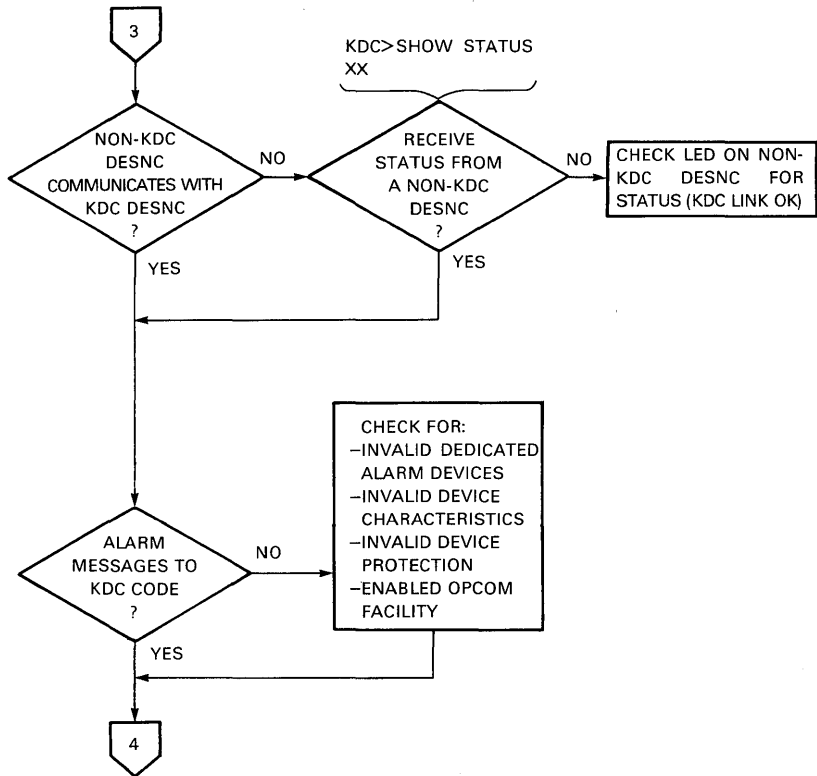 3
KDC>SHOW STATUS
XX
NON-KDC
DESNC
COMMUNICATES WITH
KDC DESNC
?
NO
RECEIVE
STATUS FROM
A NON-KDC
DESNC
?
NO
CHECK LED ON NON-
KDC DESNC FOR
STATUS (KDC LINK OK)
YES
YES
ALARM
MESSAGES TO
KDC CODE
?
NO
CHECK FOR:
–INVALID DEDICATED
ALARM DEVICES
–INVALID DEVICE
CHARACTERISTICS
–INVALID DEVICE
PROTECTION
–ENABLED OPCOM
FACILITY
YES
4